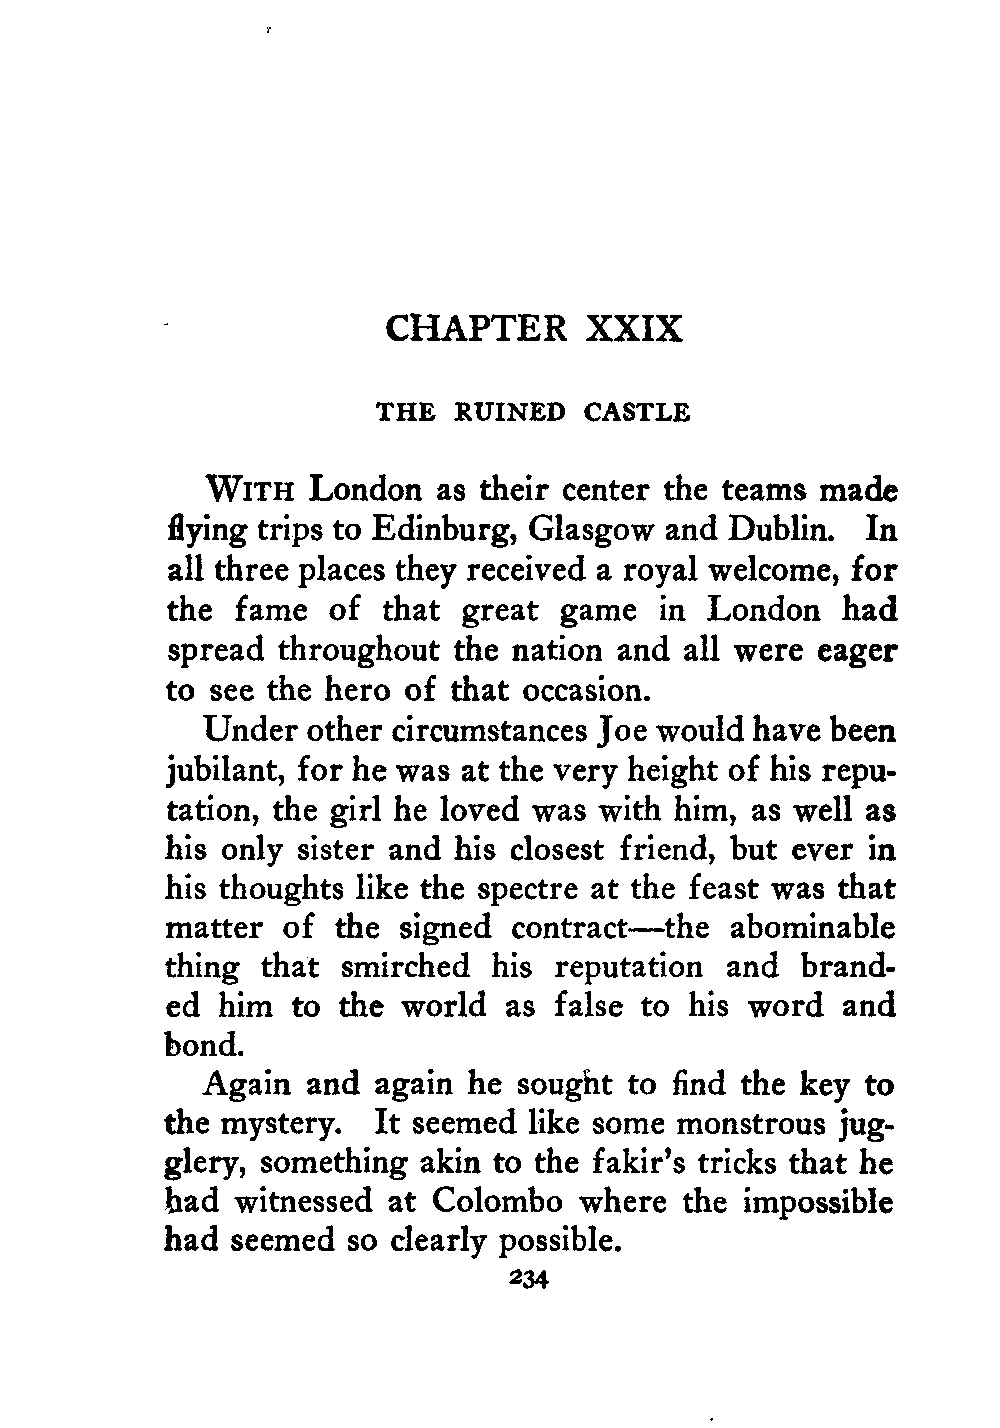 CHAPTER XXIX
THE RUINED CASTLE
WITH London as their center the teams made
flying trips to Edinburg, Glasgow and Dublin. In
all three places they received a royal welcome, for
the fame of that great game in London had
spread throughout the nation and all were eager
to see the hero of that occasion.
Under other circumstances Joe would have been
jubilant, for he was at the very height of his repu-
tation, the girl he loved was with him, as well as
his only sister and his closest friend, but ever in
his thoughts like the spectre at the feast was that
matter of the signed contract—the abominable
thing that smirched his reputation and brand-
ed him to the world as false to his word and
bond.
Again and again he sought to find the key to
the mystery. It seemed like some monstrous jug-
glery, something akin to the fakir's tricks that he
had witnessed at Colombo where the impossible
had seemed so clearly possible.
234